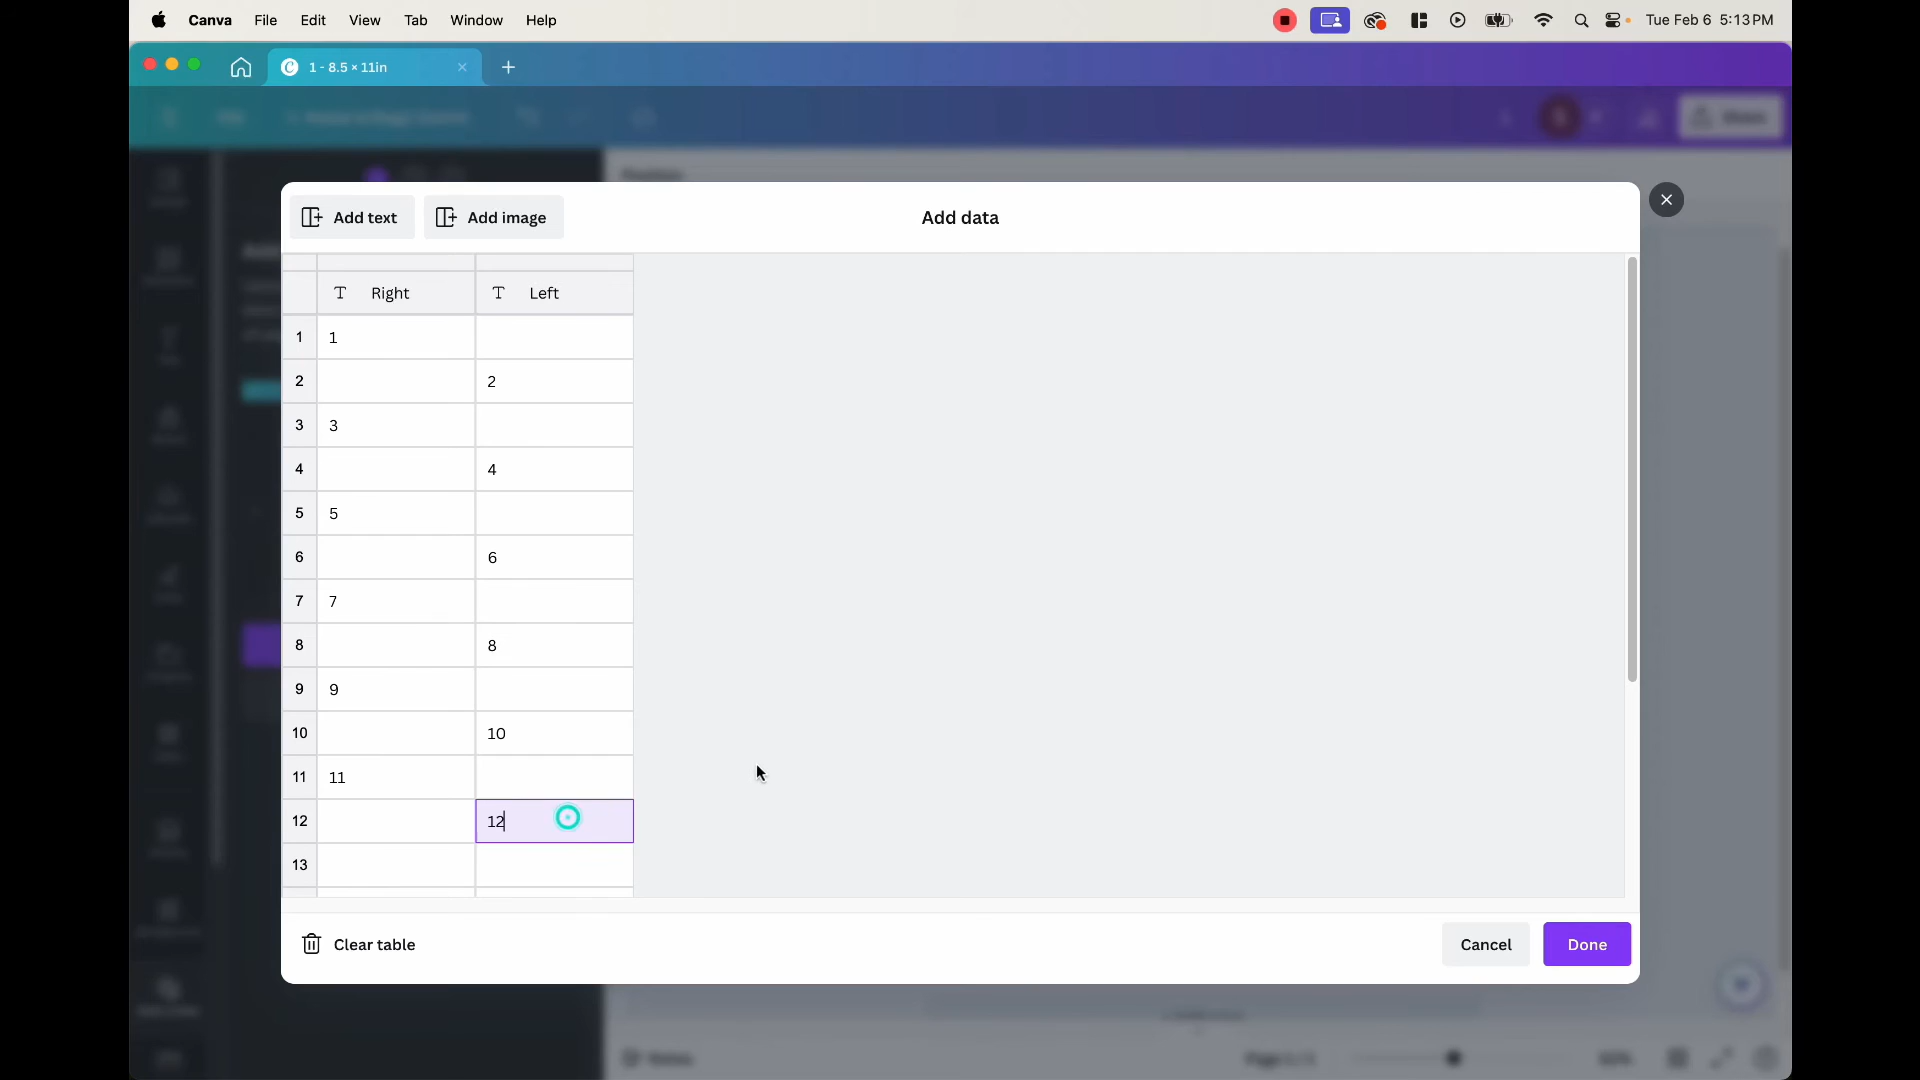 Canva File Edit View Tab Window Help Tue Feb 6 5:13 PM
1 - 8.5 × 11in
Add text Add image Add data
Right Left
1 1
2 2
3 3
4 4
5 5
6 6
7 7
8 8
9 9
10 10
11 11
12 12
13
Clear table Cancel Done